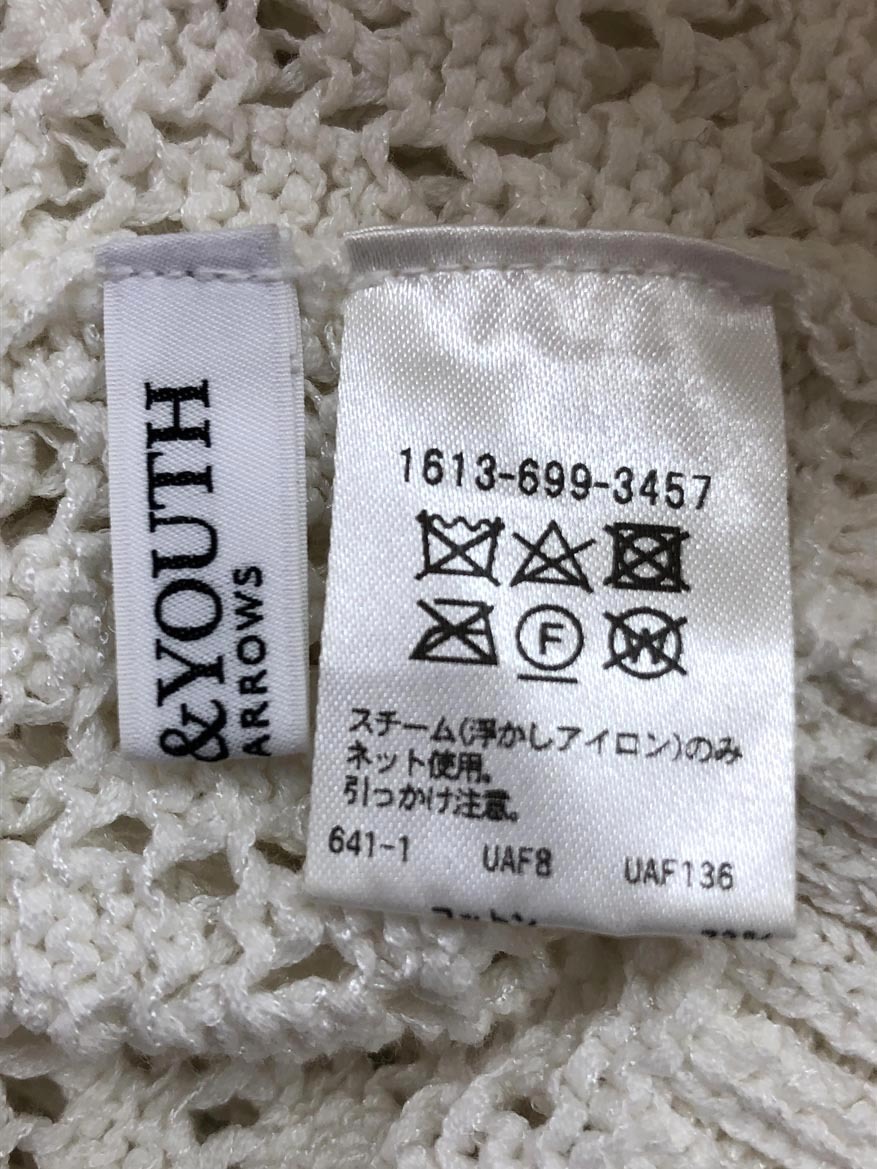 &YOUTH
ARROWS
1613-699-3457
F
W
スチーム(浮かしアイロン)のみ
ネット使用。
引っかけ注意。
641-1 UAF8 UAF136